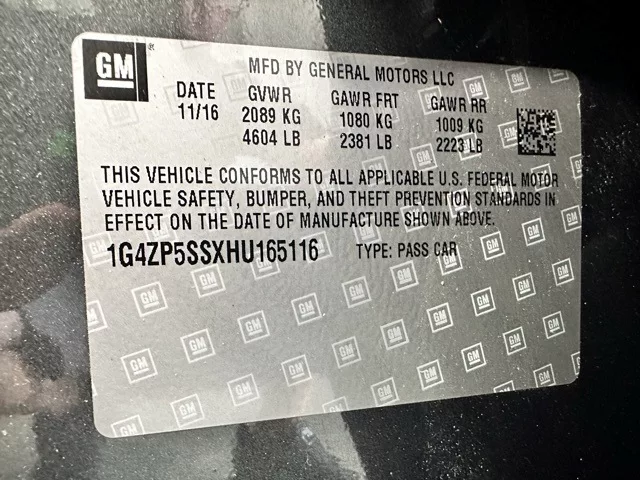 GM ®
MFD BY GENERAL MOTORS LLC
DATE GVWR GAWR FRT GAWR RR
11/16 2089 KG 1080 KG 1009 KG
4604 LB 2381 LB 2223 LB
THIS VEHICLE CONFORMS TO ALL APPLICABLE U.S. FEDERAL MOTOR
VEHICLE SAFETY, BUMPER, AND THEFT PREVENTION STANDARDS IN
EFFECT ON THE DATE OF MANUFACTURE SHOWN ABOVE.
1G4ZP5SSXHU165116 TYPE: PASS CAR